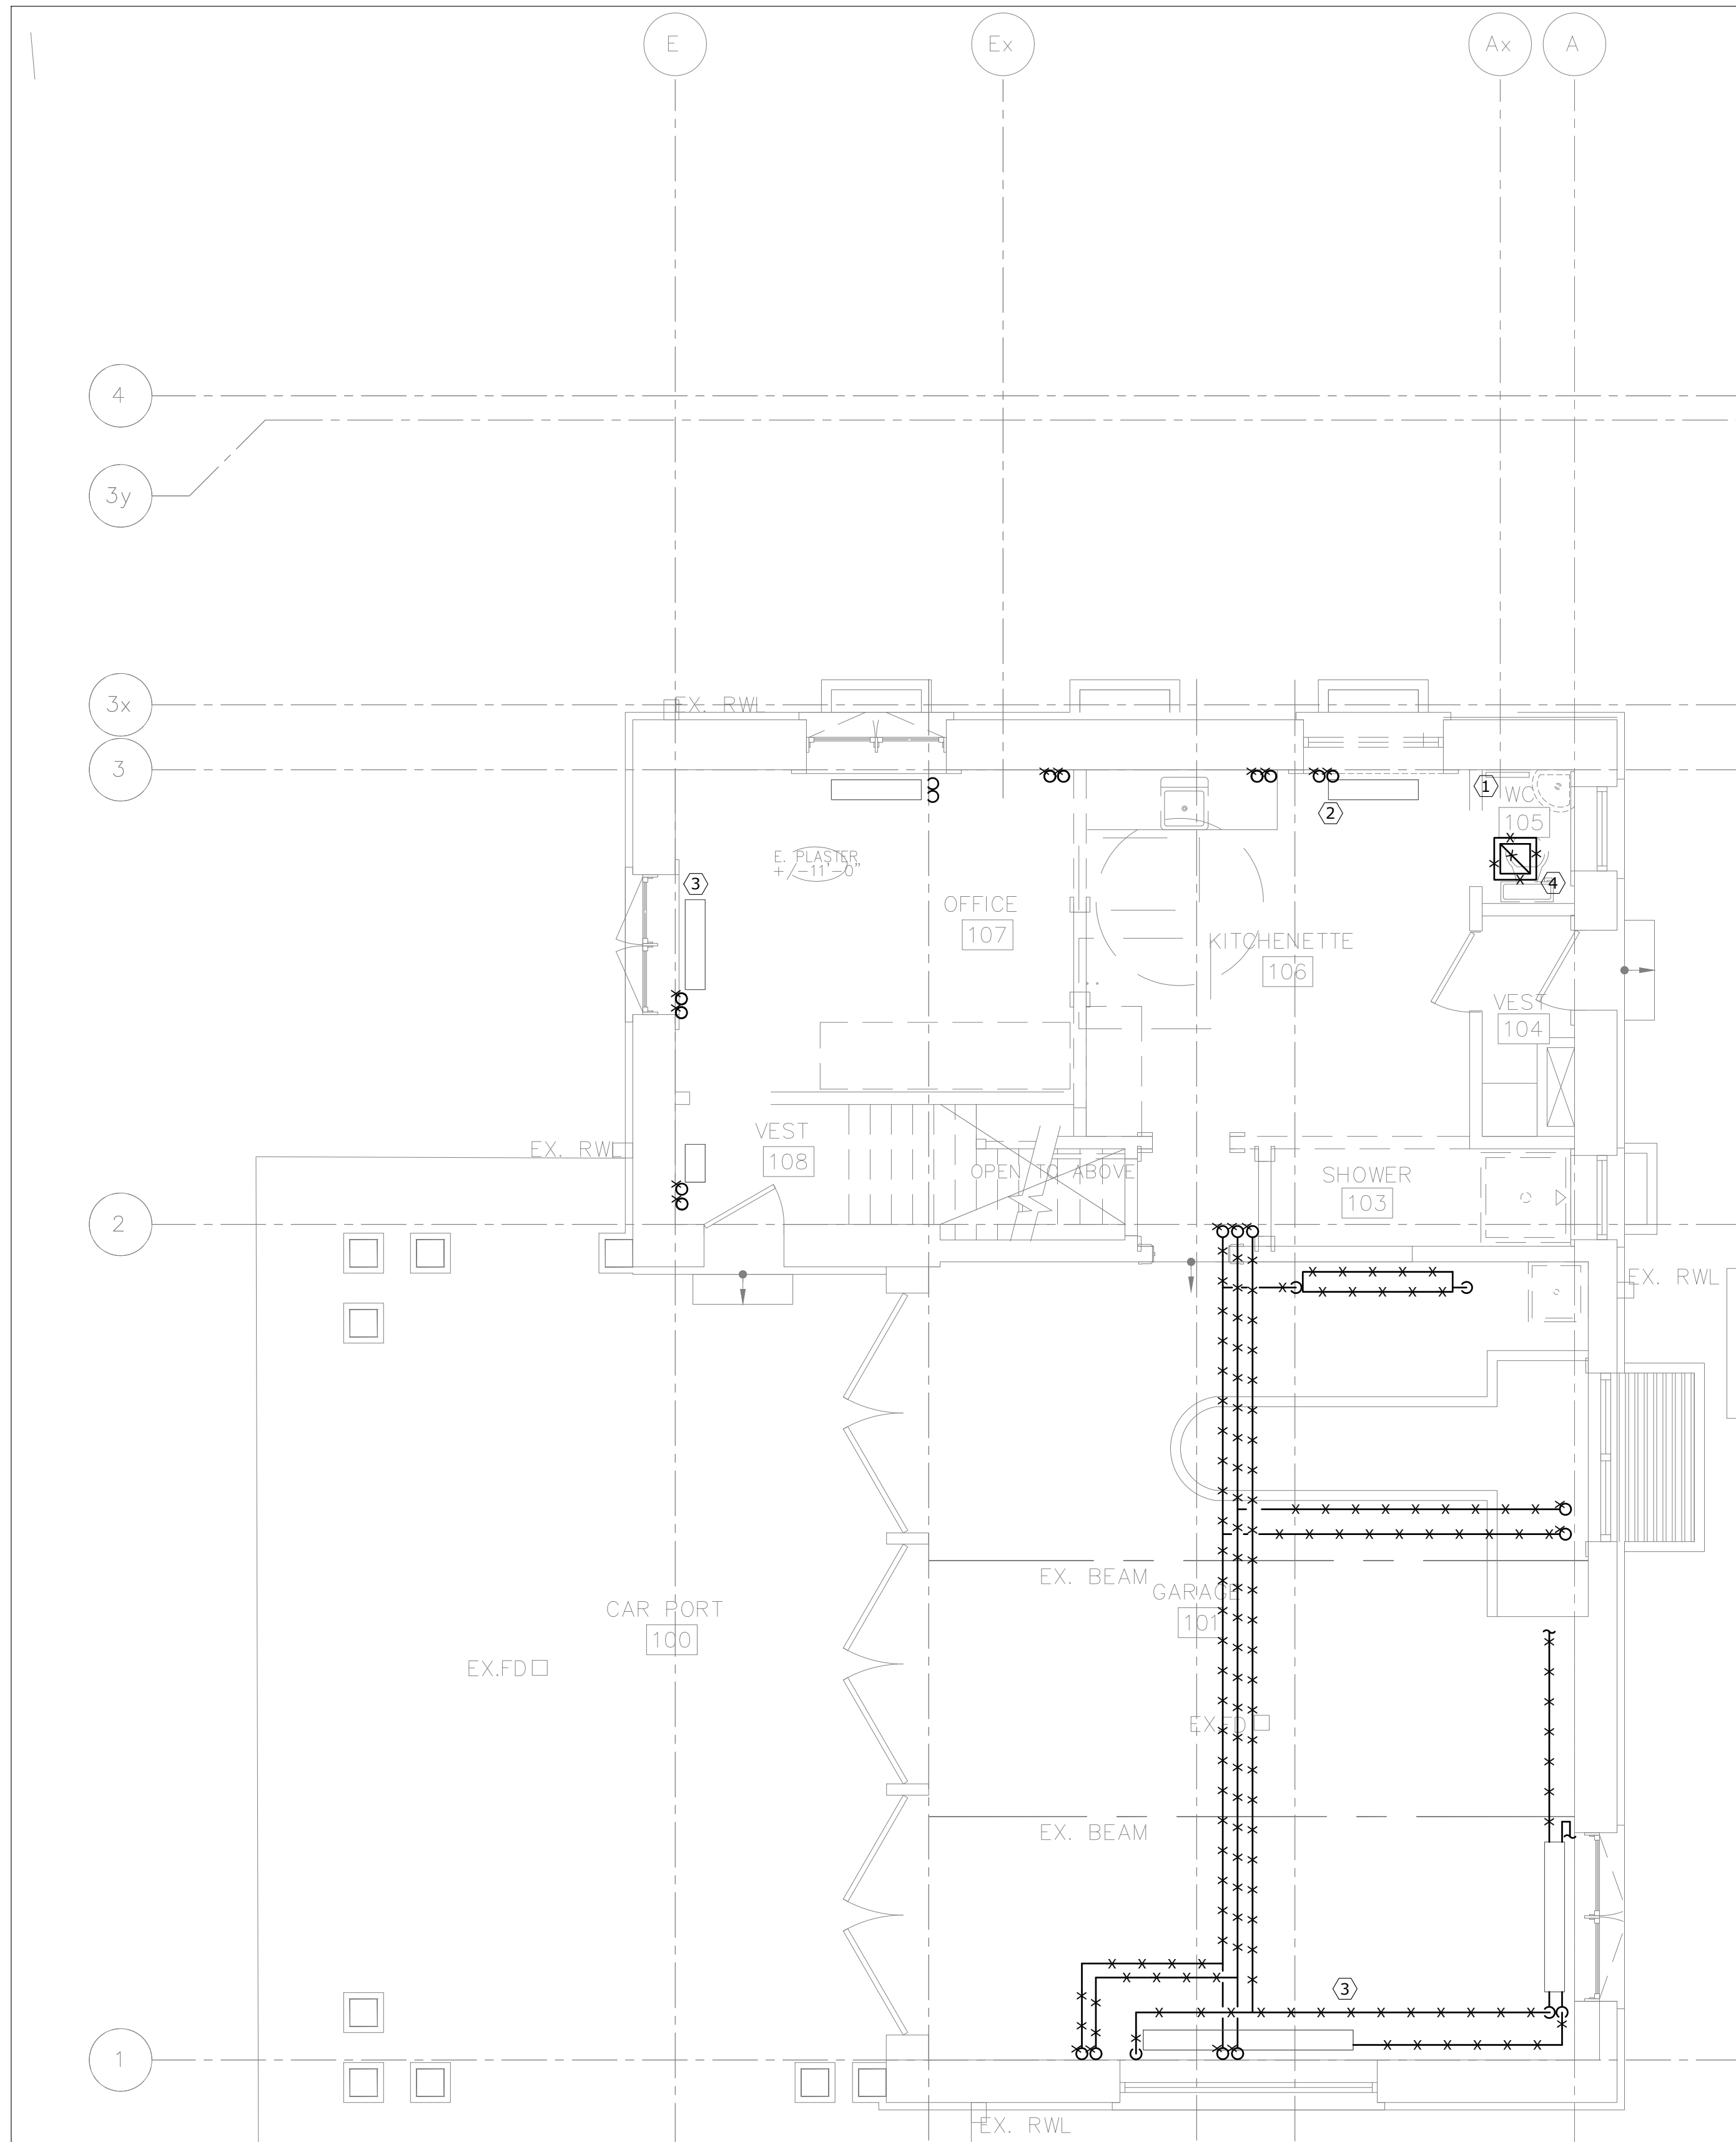 E
Ex
Ax
A
4
3y
3x
EX. RWL
3
1
WC
2
105
E. PLASTER
+/-11'-0"
3
4
OFFICE
107
KITCHENETTE
106
VEST
104
VEST
108
EX. RWL
OPEN TO ABOVE
SHOWER
103
2
EX. RWL
EX. BEAM
GARAGE
101
CAR PORT
100
EX.FD
EX.FD
EX. BEAM
3
1
EX. RWL